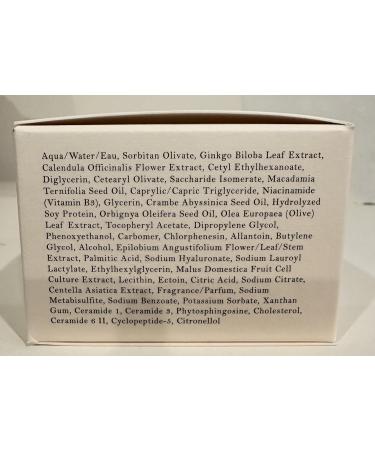 Aqua/Water/Eau, Sorbitan Olivate, Ginkgo Biloba Leaf Extract,
Calendula Officinalis Flower Extract, Cetyl Ethylhexanoate,
Diglycerin, Cetearyl Olivate, Saccharide Isomerate, Macadamia
Ternifolia Seed Oil, Caprylic/Capric Triglyceride, Niacinamide
(Vitamin B3), Glycerin, Crambe Abyssinica Seed Oil, Hydrolyzed
Soy Protein, Orbignya Oleifera Seed Oil, Olea Europaea (Olive)
Leaf Extract, Tocopheryl Acetate, Dipropylene Glycol,
Phenoxyethanol, Carbomer, Chlorphenesin, Allantoin, Butylene
Glycol, Alcohol, Epilobium Angustifolium Flower/Leaf/Stem
Extract, Palmitic Acid, Sodium Hyaluronate, Sodium Lauroyl
Lactylate, Ethylhexylglycerin, Malus Domestica Fruit Cell
Culture Extract, Lecithin, Ectoin, Citric Acid, Sodium Citrate,
Centella Asiatica Extract, Fragrance/Parfum, Sodium
Metabisulfite, Sodium Benzoate, Potassium Sorbate, Xanthan
Gum, Ceramide 1, Ceramide 3, Phytosphingosine, Cholesterol,
Ceramide 6 II, Cyclopeptide-5, Citronellol